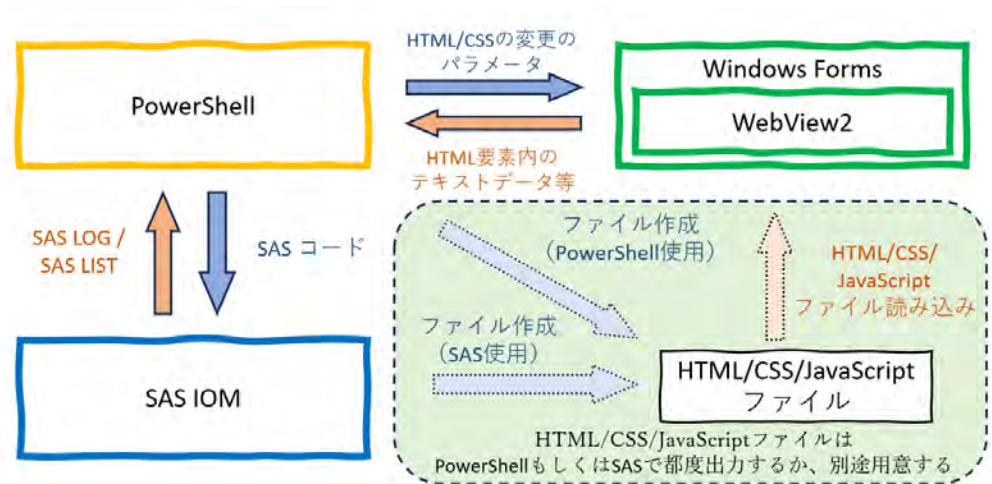 HTML/CSSの変更の
パラメータ
PowerShell
Windows Forms
WebView2
HTML要素内の
テキストデータ等
SAS LOG /
SAS LIST
SAS コード
ファイル作成
（PowerShell使用）
HTML/CSS/
JavaScript
ファイル読み込み
ファイル作成
（SAS使用）
SAS IOM
HTML/CSS/JavaScript
ファイル
HTML/CSS/JavaScriptファイルは
PowerShellもしくはSASで都度出力するか、別途用意する